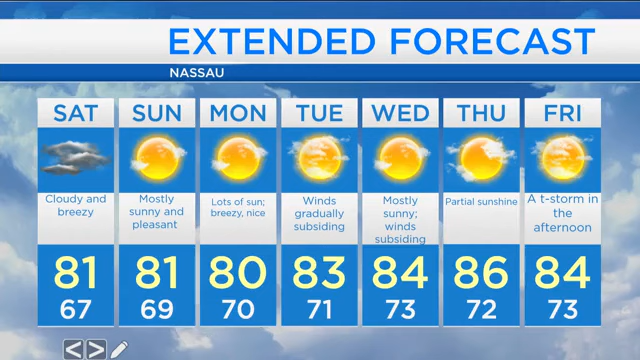 EXTENDED FORECAST
NASSAU
SAT
Cloudy and
breezy
81
67
SUN
Mostly
sunny and
pleasant
81
69
MON
Lots of sun;
breezy, nice
80
70
TUE
Winds
gradually
subsiding
83
71
WED
Mostly
sunny;
winds
subsiding
84
73
THU
Partial sunshine
86
72
FRI
A t-storm in
the
afternoon
84
73